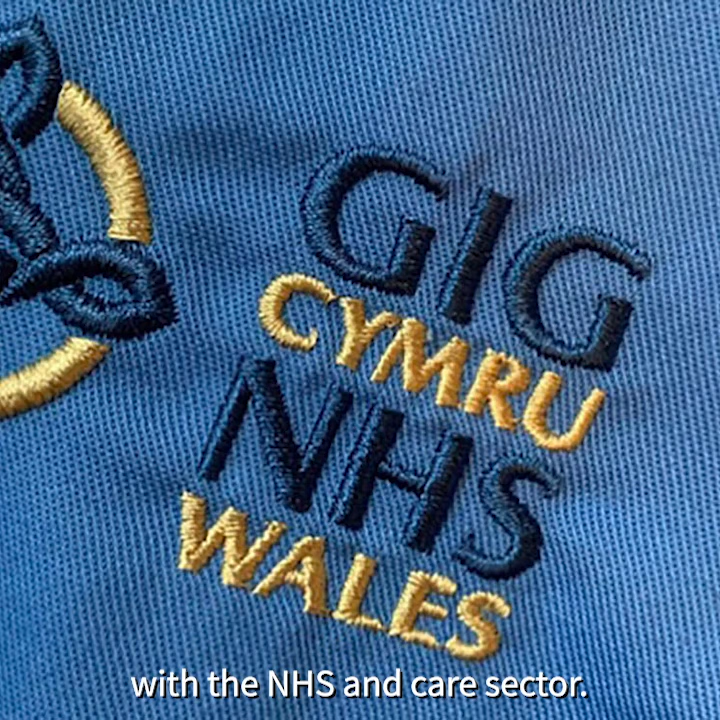 GIG
CYMRU
NHS
WALES
with the NHS and care sector.